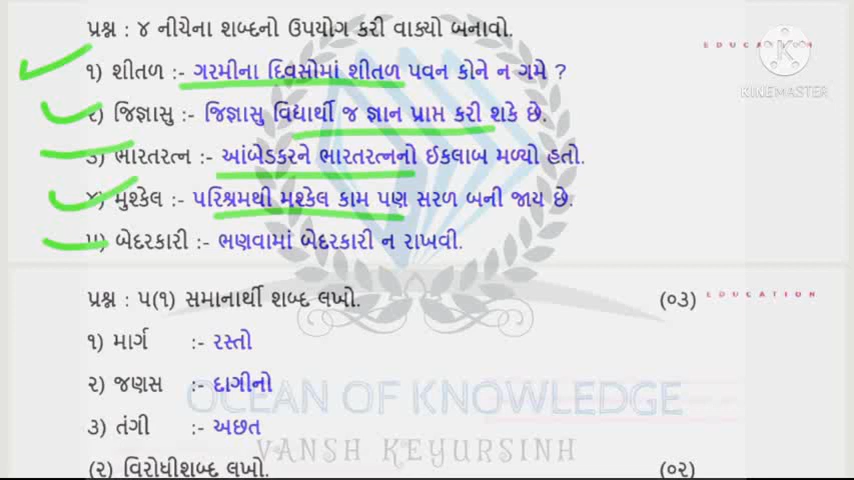 પ્રશ્ન : ૪ નીચેના શબ્દનો ઉપયોગ કરી વાક્યો બનાવો.
EDUCATION
KINEMASTER
૧) શીતળ :- ગરમીના દિવસોમાં શીતળ પવન કોને ન ગમે ?
૨) જિજ્ઞાસુ :- જિજ્ઞાસુ વિદ્યાર્થી જ જ્ઞાન પ્રાપ્ત કરી શકે છે.
૩) ભારતરત્ન :- આંબેડકરને ભારતરત્નનો ઈકલાબ મળ્યો હતો.
૪) મુશ્કેલ :- પરિશ્રમથી મુશ્કેલ કામ પણ સરળ બની જાય છે.
૫) બેદરકારી :- ભણવામાં બેદરકારી ન રાખવી.
પ્રશ્ન : ૫(૧) સમાનાર્થી શબ્દ લખો. (૦૩)
EDUCATION
૧) માર્ગ :- રસ્તો
૨) જણસ :- દાગીનો
OCEAN OF KNOWLEDGE
૩) તંગી :- અછત
VANSH KEYURSINH
(૨) વિરોધીશબ્દ લખો. (૦૨)